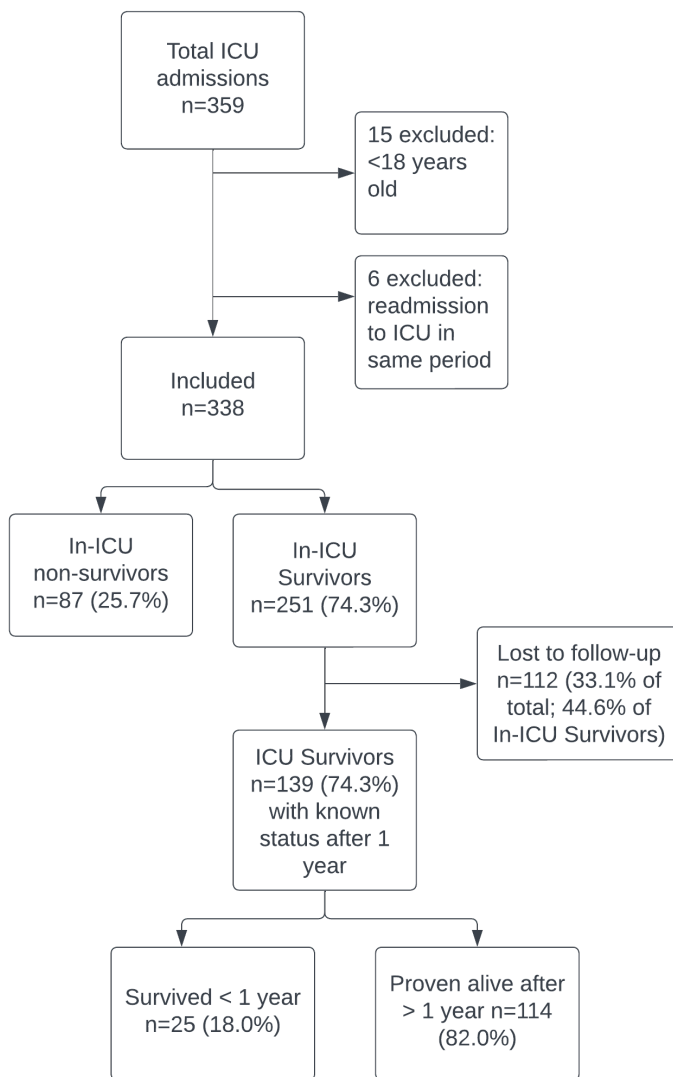 Total ICU
admissions
n=359
15 excluded:
<18 years
old
6 excluded:
readmission
to ICU in
same period
Included
n=338
In-ICU
non-survivors
n=87 (25.7%)
In-ICU
Survivors
n=251 (74.3%)
Lost to follow-up
n=112 (33.1% of
total; 44.6% of
In-ICU Survivors)
ICU Survivors
n=139 (74.3%)
with known
status after 1
year
Survived < 1 year
n=25 (18.0%)
Proven alive after
> 1 year n=114
(82.0%)